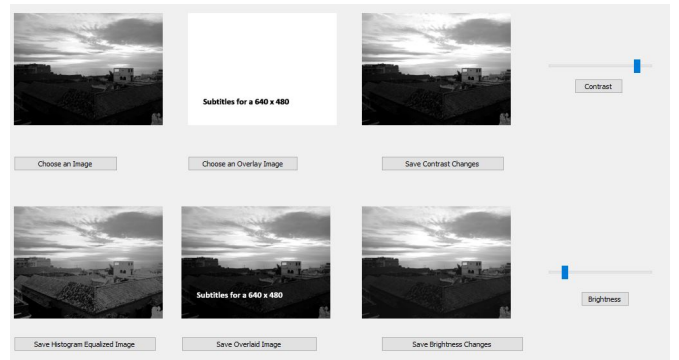 Subtitles for a 640 x 480
Contrast
Choose an Image
Choose an Overlay Image
Save Contrast Changes
Subtitles for a 640 x 480
Brightness
Save Histogram Equalized Image
Save Overlaid Image
Save Brightness Changes